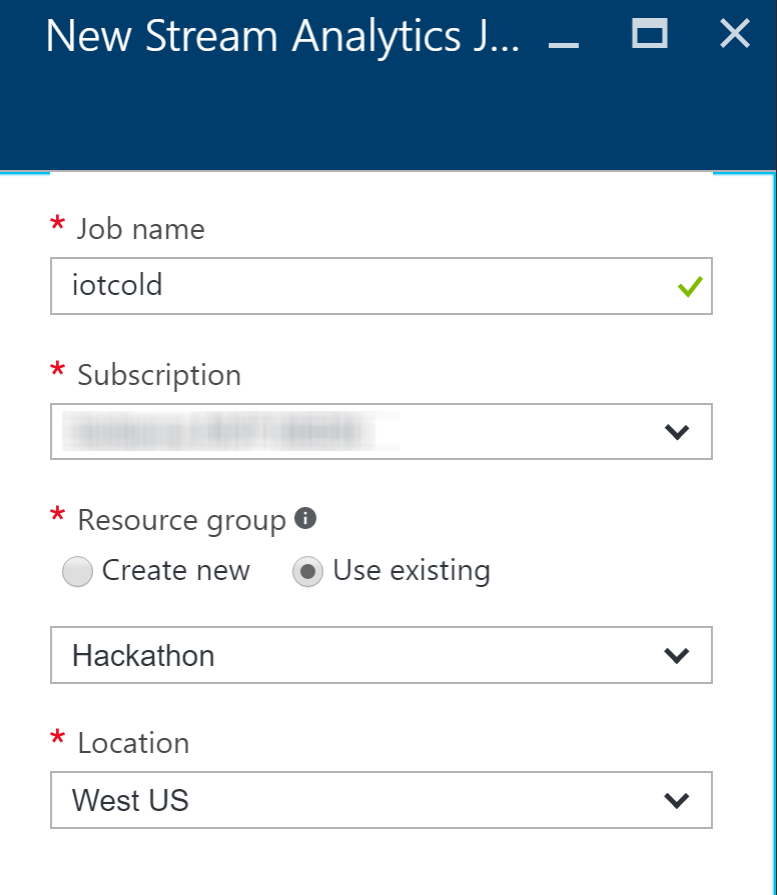 New Stream Analytics J...
* Job name
iotcold
* Subscription
* Resource group
Create new Use existing
Hackathon
* Location
West US